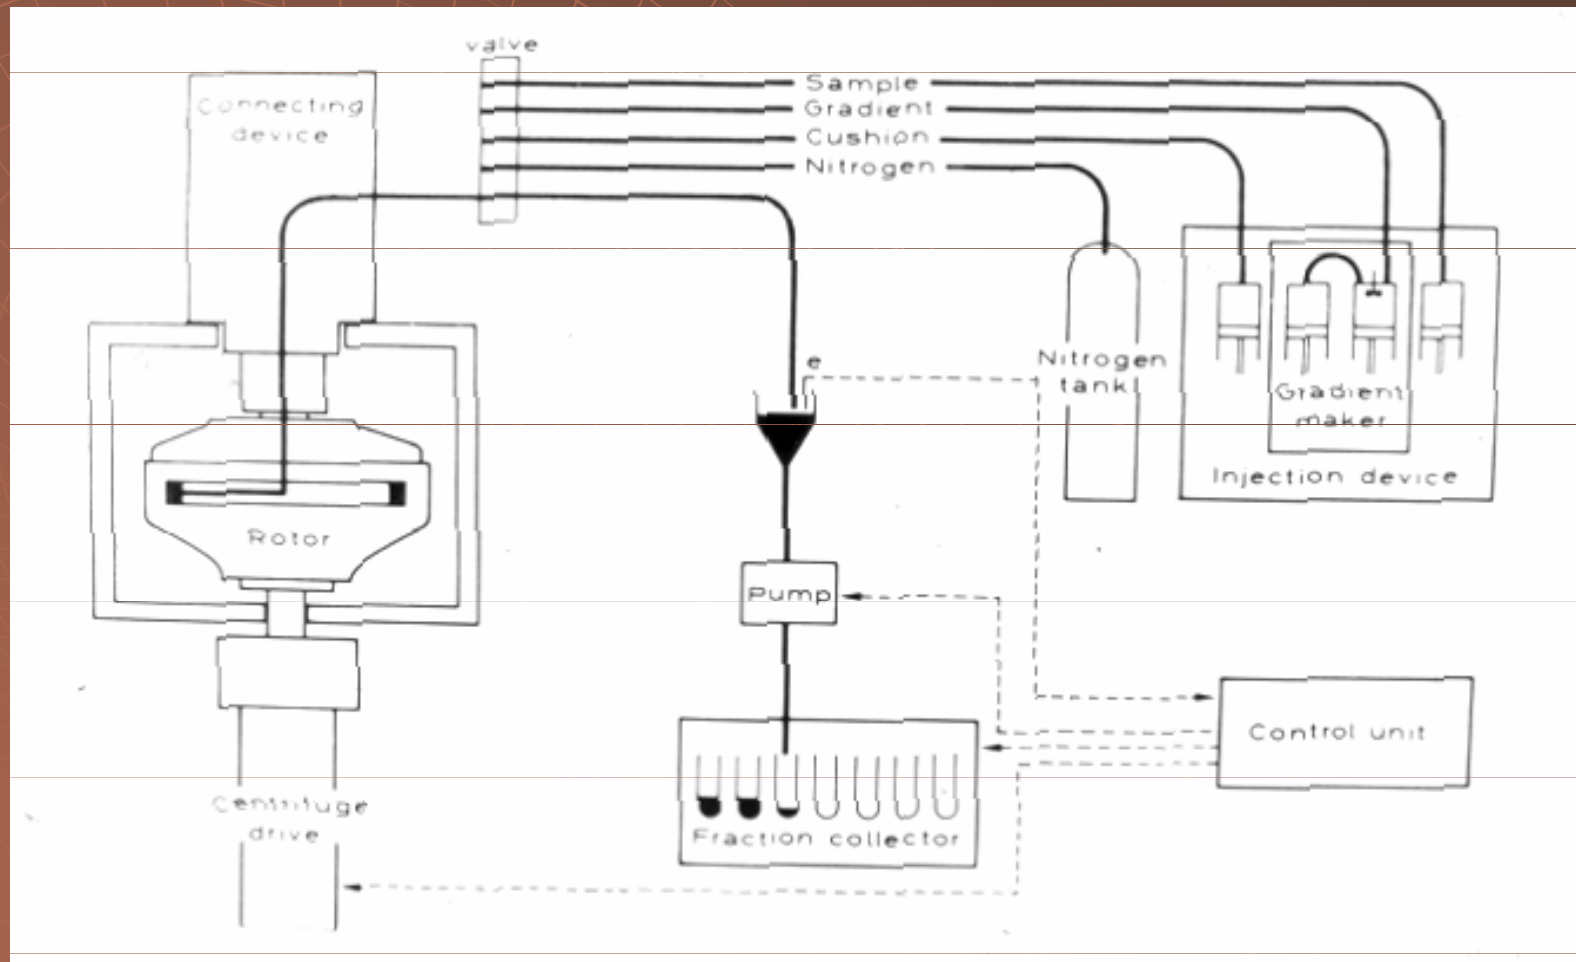 valve
Connecting
device
Sample
Gradient
Cushion
Nitrogen
e
Nitrogen
tank
Gradient
maker
Injection device
Rotor
Pump
Control unit
Centrifuge
drive
Fraction collector